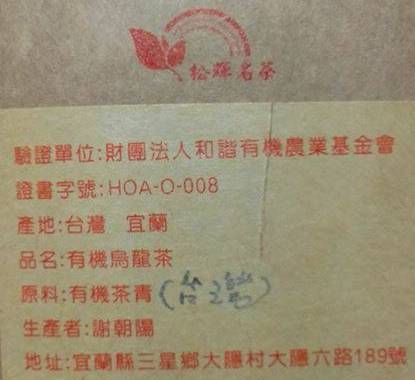 松輝名茶
驗證單位:財團法人和諧有機農業基金會
證書字號:HOA-O-008
產地:台灣 宜蘭
品名:有機烏龍茶
原料:有機茶青(台灣)
生產者:謝朝陽
地址:宜蘭縣三星鄉大隱村大隱六路189號